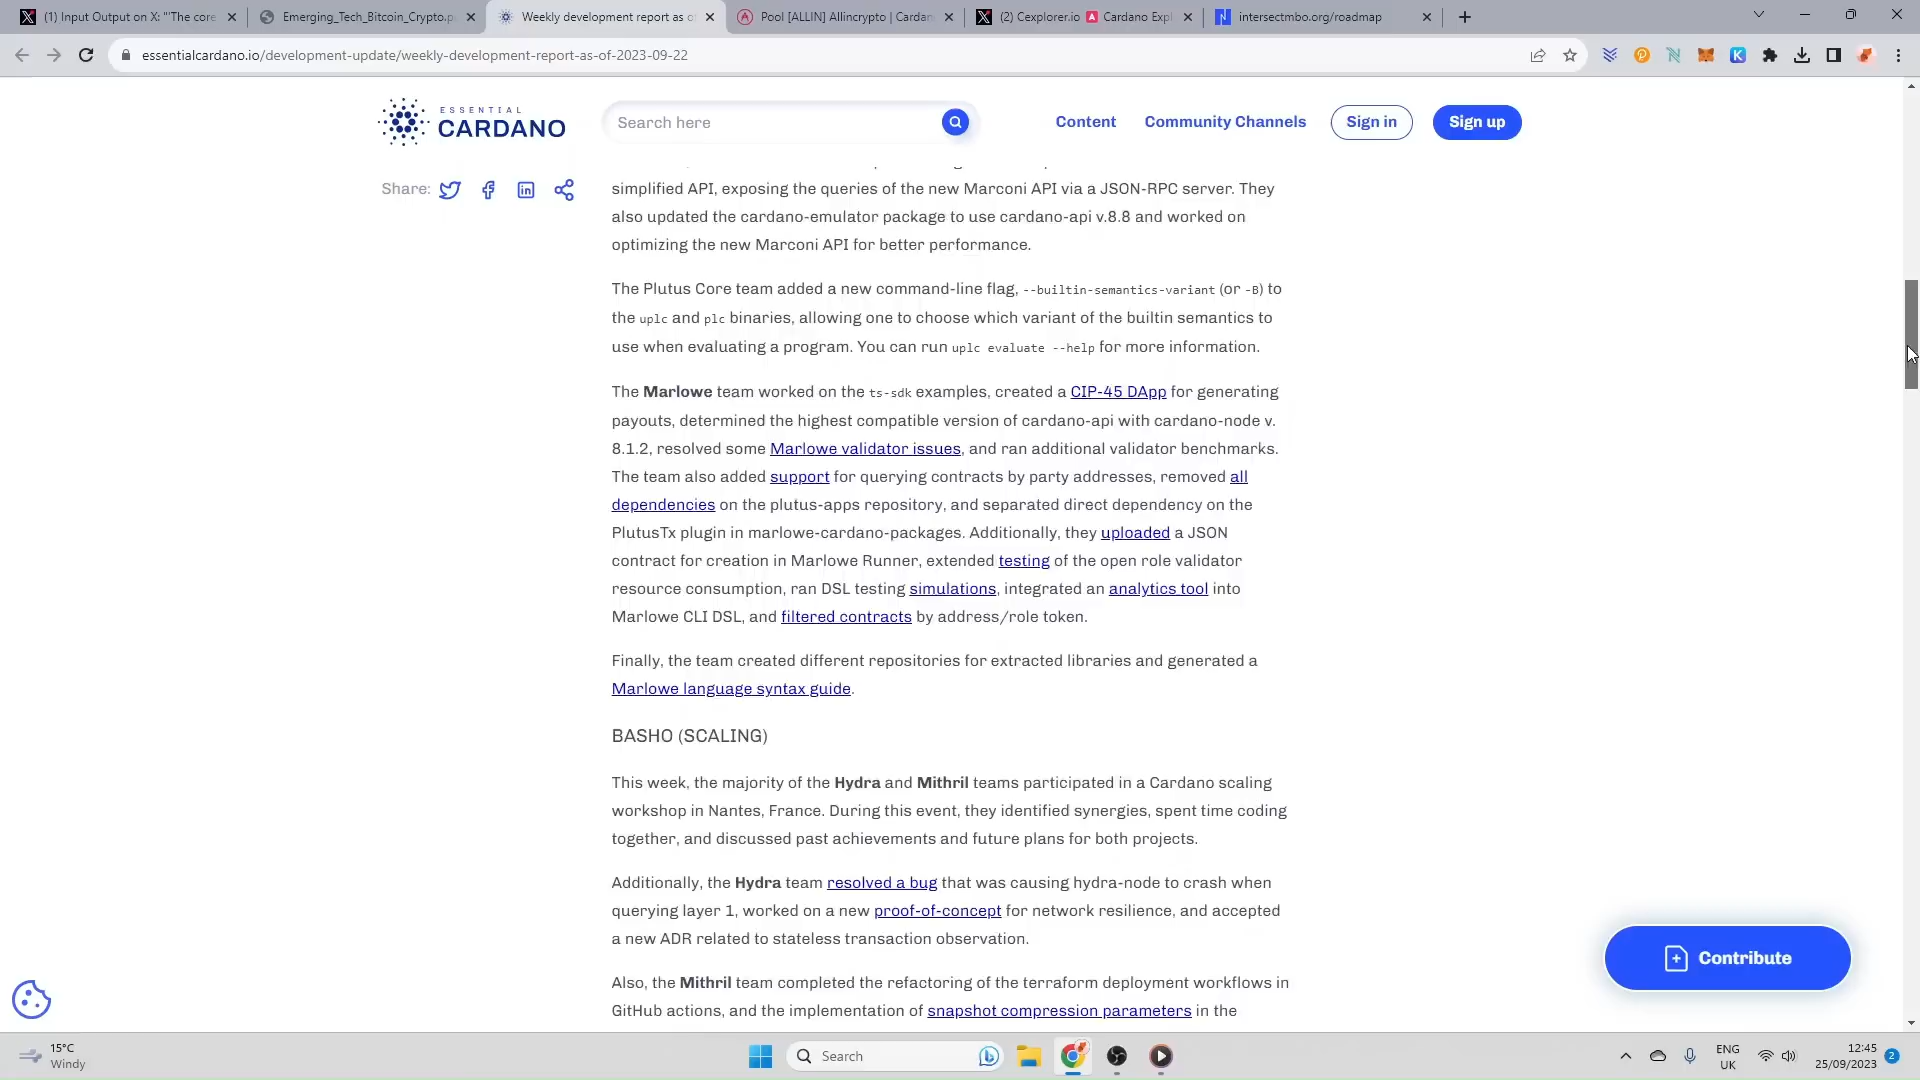 (1) Input Output on X: "'The core
Emerging_Tech_Bitcoin_Crypto.p
Weekly development report as o
Pool [ALLIN] Allincrypto | Cardan
(2) Cexplorer.io Cardano Expl
intersectmbo.org/roadmap
essentialcardano.io/development-update/weekly-development-report-as-of-2023-09-22
ESSENTIAL
CARDANO
Search here
Content
Community Channels
Sign in
Sign up
Share:
simplified API, exposing the queries of the new Marconi API via a JSON-RPC server. They
also updated the cardano-emulator package to use cardano-api v.8.8 and worked on
optimizing the new Marconi API for better performance.
The Plutus Core team added a new command-line flag, --builtin-semantics-variant (or -B) to
the uplc and plc binaries, allowing one to choose which variant of the builtin semantics to
use when evaluating a program. You can run uplc evaluate --help for more information.
The Marlowe team worked on the ts-sdk examples, created a CIP-45 DApp for generating
payouts, determined the highest compatible version of cardano-api with cardano-node v.
8.1.2, resolved some Marlowe validator issues, and ran additional validator benchmarks.
The team also added support for querying contracts by party addresses, removed all
dependencies on the plutus-apps repository, and separated direct dependency on the
PlutusTx plugin in marlowe-cardano-packages. Additionally, they uploaded a JSON
contract for creation in Marlowe Runner, extended testing of the open role validator
resource consumption, ran DSL testing simulations, integrated an analytics tool into
Marlowe CLI DSL, and filtered contracts by address/role token.
Finally, the team created different repositories for extracted libraries and generated a
Marlowe language syntax guide.
BASHO (SCALING)
This week, the majority of the Hydra and Mithril teams participated in a Cardano scaling
workshop in Nantes, France. During this event, they identified synergies, spent time coding
together, and discussed past achievements and future plans for both projects.
Additionally, the Hydra team resolved a bug that was causing hydra-node to crash when
querying layer 1, worked on a new proof-of-concept for network resilience, and accepted
a new ADR related to stateless transaction observation.
Also, the Mithril team completed the refactoring of the terraform deployment workflows in
GitHub actions, and the implementation of snapshot compression parameters in the
Contribute
15°C
Windy
Search
ENG
UK
12:45
25/09/2023
2